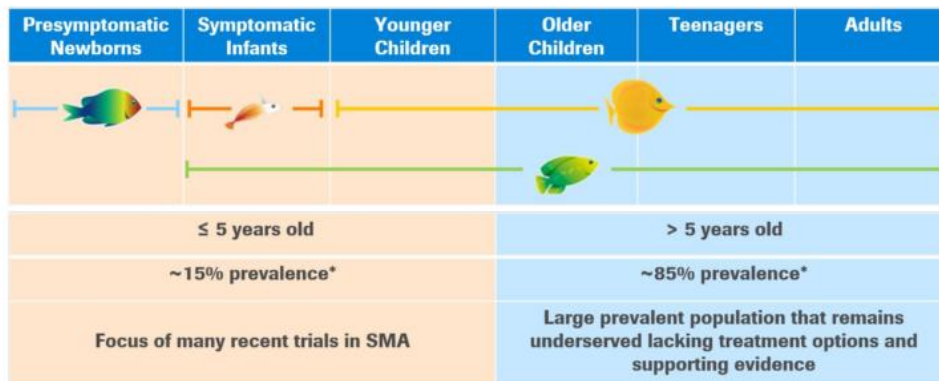 Presymptomatic
Newborns
Symptomatic
Infants
Younger
Children
Older
Children
Teenagers
Adults
≤ 5 years old
> 5 years old
~15% prevalence*
~85% prevalence*
Focus of many recent trials in SMA
Large prevalent population that remains
underserved lacking treatment options and
supporting evidence